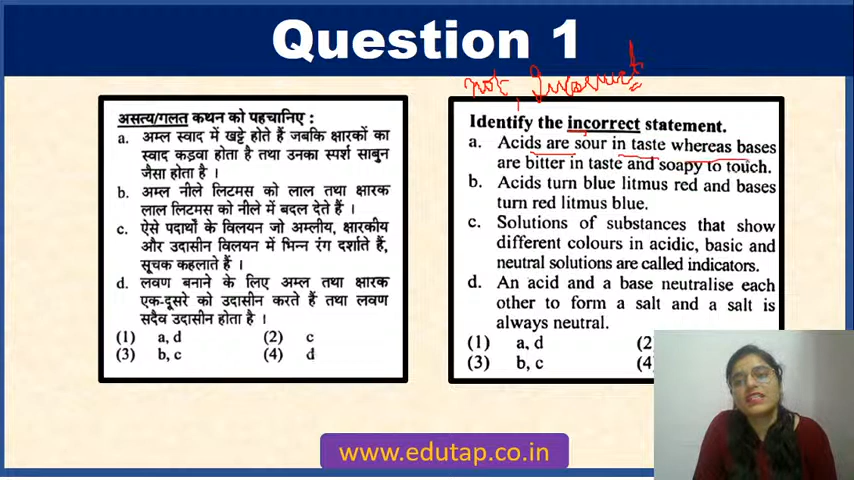 Question 1
असत्य/गलत कथन को पहचानिए :
a. अम्ल स्वाद में खट्टे होते हैं जबकि क्षारकों का
स्वाद कड़वा होता है तथा उनका स्पर्श साबुन
जैसा होता है ।
b. अम्ल नीले लिटमस को लाल तथा क्षारक
लाल लिटमस को नीले में बदल देते हैं ।
c. ऐसे पदार्थों के विलयन जो अम्लीय, क्षारकीय
और उदासीन विलयन में भिन्न रंग दर्शाते हैं,
सूचक कहलाते हैं ।
d. लवण बनाने के लिए अम्ल तथा क्षारक
एक-दूसरे को उदासीन करते हैं तथा लवण
सदैव उदासीन होता है ।
(1) a, d (2) c
(3) b, c (4) d
not,
Identify the incorrect statement.
a. Acids are sour in taste whereas bases
are bitter in taste and soapy to touch.
b. Acids turn blue litmus red and bases
turn red litmus blue.
c. Solutions of substances that show
different colours in acidic, basic and
neutral solutions are called indicators.
d. An acid and a base neutralise each
other to form a salt and a salt is
always neutral.
(1) a, d (2
(3) b, c (4
www.edutap.co.in